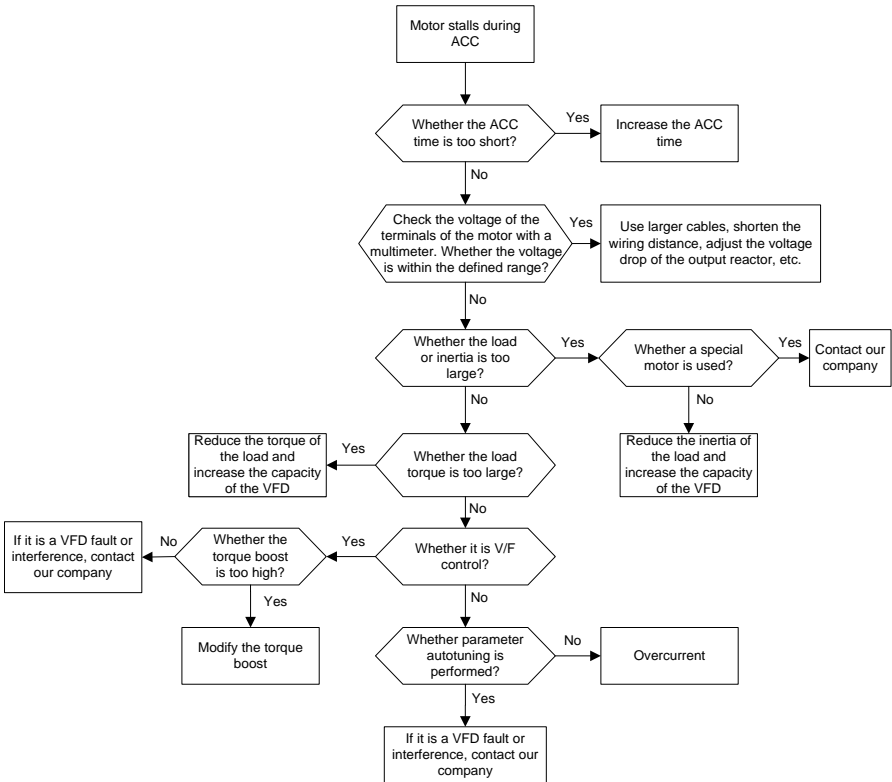 Motor stalls during
ACC
Whether the ACC
time is too short?
Yes
Increase the ACC
time
No
Check the voltage of the
terminals of the motor with a
multimeter. Whether the voltage
is within the defined range?
Yes
Use larger cables, shorten the
wiring distance, adjust the voltage
drop of the output reactor, etc.
No
Whether the load
or inertia is too
large?
Yes
Whether a special
motor is used?
Yes
Contact our
company
No
No
Reduce the inertia of
the load and
increase the capacity
of the VFD
Whether the load
torque is too large?
Yes
Reduce the torque of
the load and
increase the capacity
of the VFD
No
Whether it is V/F
control?
Yes
Whether the
torque boost
is too high?
No
If it is a VFD fault or
interference, contact
our company
Yes
Modify the torque
boost
No
Whether parameter
autotuning is
performed?
No
Overcurrent
Yes
If it is a VFD fault or
interference, contact our
company